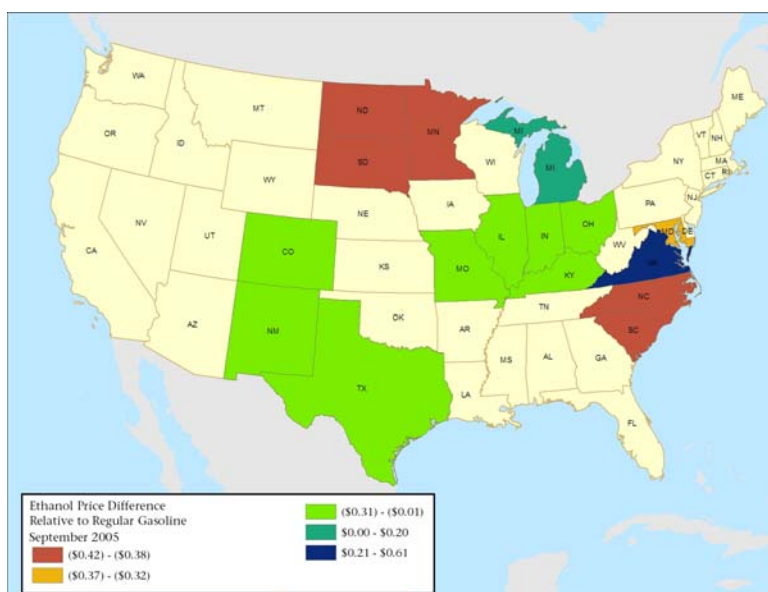 WA
MT
ND
MN
ME
OR
ID
SD
WI
MI
MI
VT
NH
NY
MA
CT
RI
WY
IA
PA
NJ
NE
NV
UT
CO
IL
IN
OH
MD
DE
WV
CA
KS
MO
KY
AZ
NM
OK
AR
TN
NC
SC
TX
MS
AL
GA
LA
FL
Ethanol Price Difference
Relative to Regular Gasoline
September 2005
($0.42) - ($0.38)
($0.37) - ($0.32)
($0.31) - ($0.01)
$0.00 - $0.20
$0.21 - $0.61